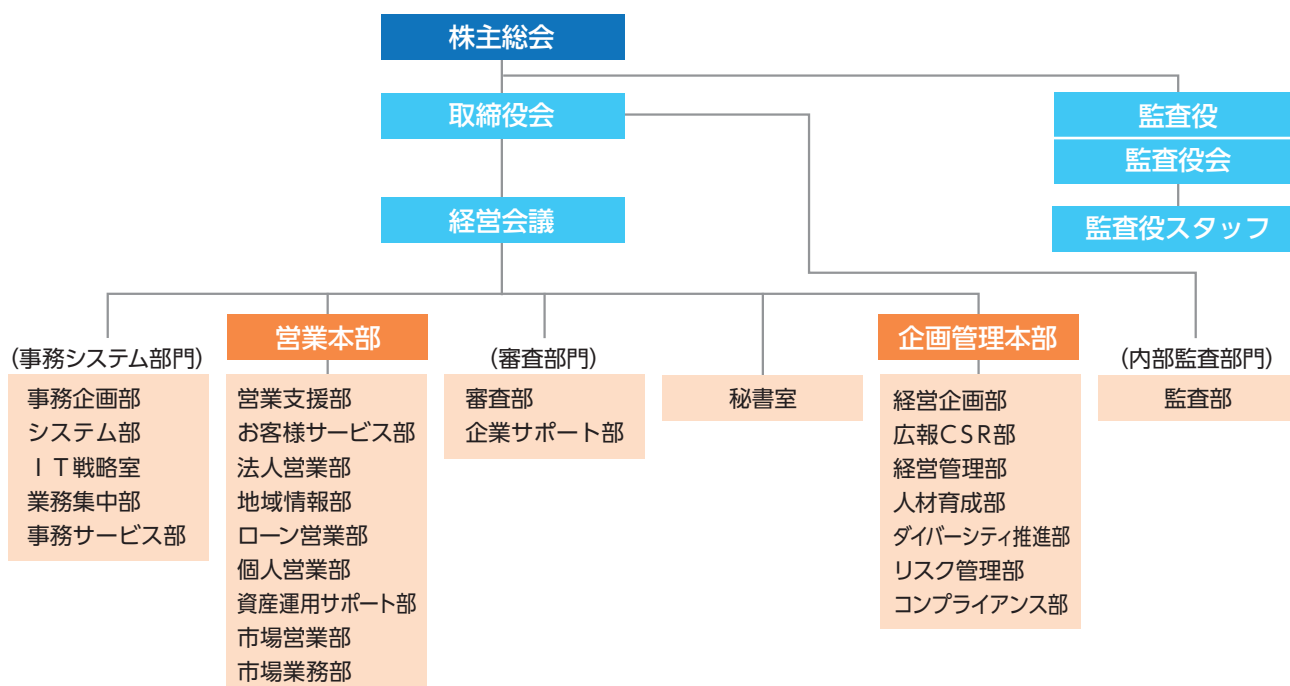 株主総会
取締役会
監査役
監査役会
経営会議
監査役スタッフ
(事務システム部門)
事務企画部
システム部
ＩＴ戦略室
業務集中部
事務サービス部
営業本部
営業支援部
お客様サービス部
法人営業部
地域情報部
ローン営業部
個人営業部
資産運用サポート部
市場営業部
市場業務部
(審査部門)
審査部
企業サポート部
秘書室
企画管理本部
経営企画部
広報ＣＳＲ部
経営管理部
人材育成部
ダイバーシティ推進部
リスク管理部
コンプライアンス部
(内部監査部門)
監査部